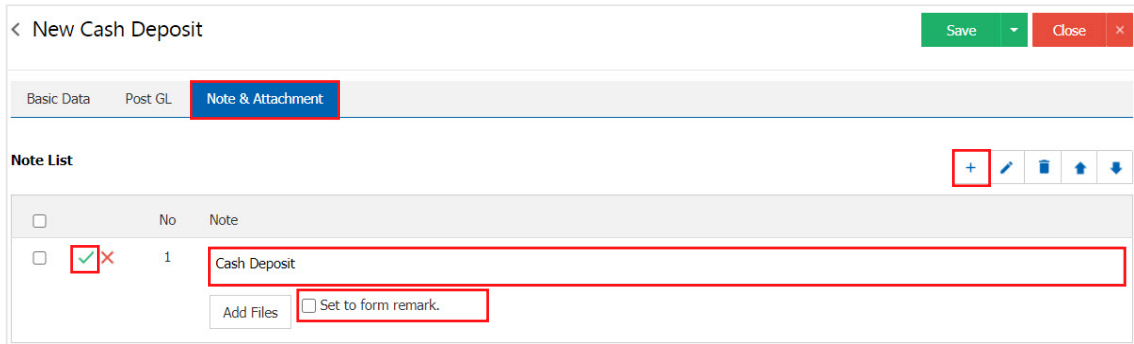 New Cash Deposit
Save
Close
Basic Data Post GL Note & Attachment
Note List
No Note
1 Cash Deposit
Add Files Set to form remark.